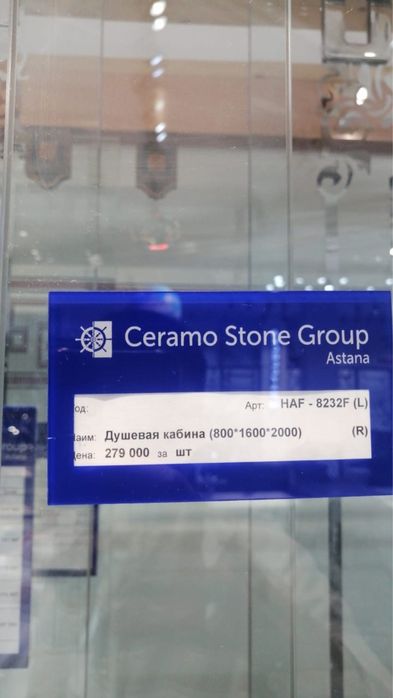 Ceramo Stone Group
Astana
од: Арт: HAF - 8232F (L)
аим: Душевая кабина (800*1600*2000) (R)
ена: 279 000 за шт